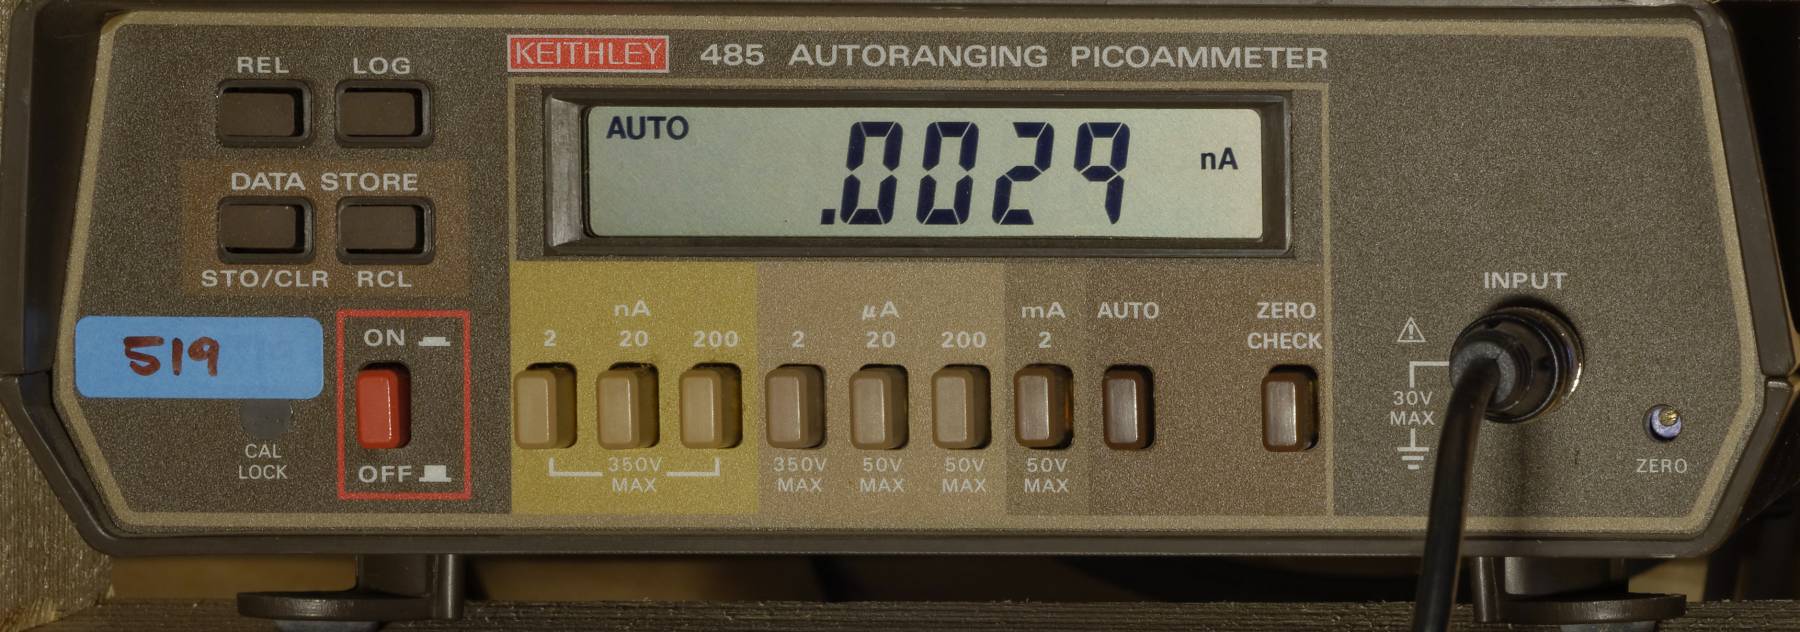 KEITHLEY 485 AUTORANGING PICOAMMETER
REL LOG
DATA STORE
STO/CLR RCL
AUTO .0029 nA
519
ON
OFF
CAL
LOCK
nA
2 20 200
350V
MAX
µA
2 20 200
350V 50V 50V
MAX MAX MAX
mA
2
50V
MAX
AUTO
ZERO
CHECK
INPUT
30V
MAX
ZERO